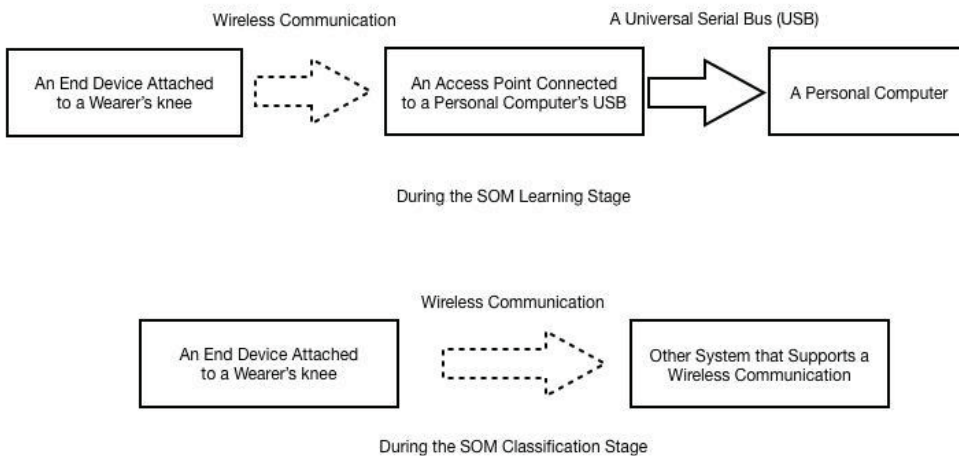 Wireless Communication
A Universal Serial Bus (USB)
An End Device Attached
to a Wearer's knee
An Access Point Connected
to a Personal Computer's USB
A Personal Computer
During the SOM Learning Stage
Wireless Communication
An End Device Attached
to a Wearer's knee
Other System that Supports a
Wireless Communication
During the SOM Classification Stage